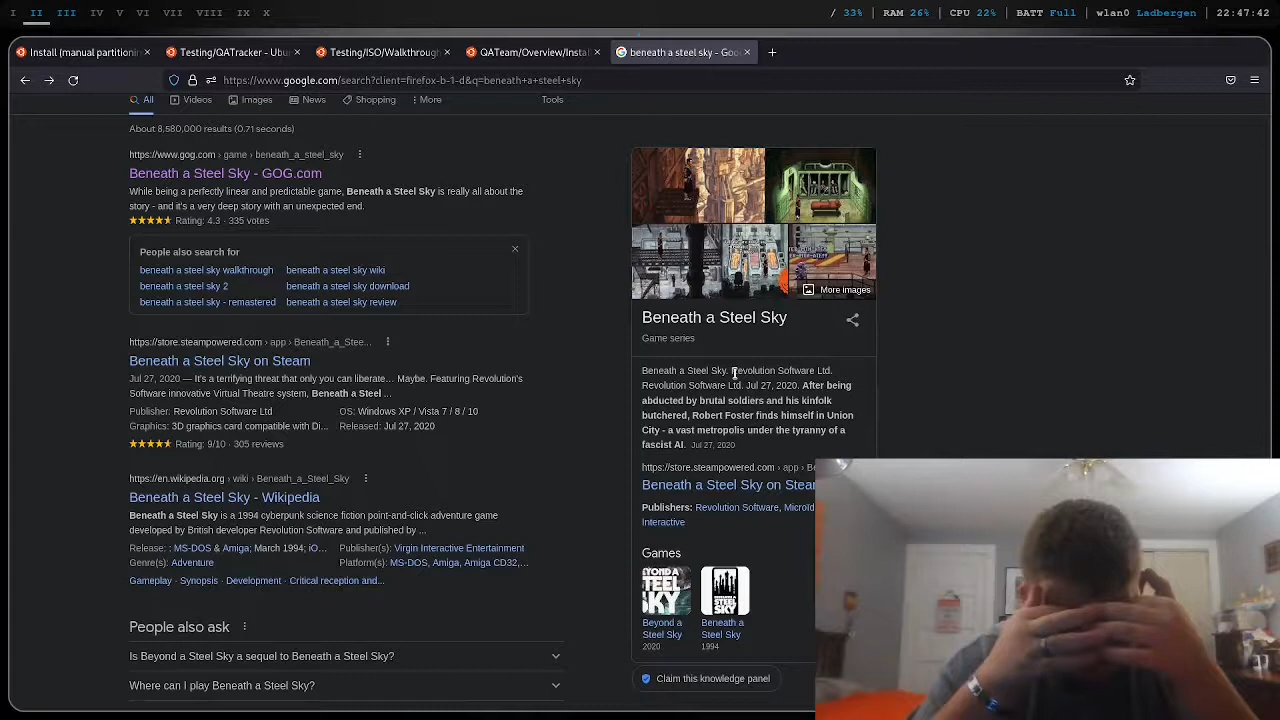 I II III IV V VI VII VIII IX X / 33% | RAM 26% | CPU 22% | BATT Full | wlan0 Ladbergen | 22:47:42
Install (manual partitionin Testing/QATracker - Ubu Testing/ISO/Walkthrough QATeam/Overview/Instal beneath a steel sky - Goo
https://www.google.com/search?client=firefox-b-1-d&q=beneath+a+steel+sky
All Videos Images News Shopping More Tools
About 8,580,000 results (0.71 seconds)
https://www.gog.com › game › beneath_a_steel_sky
Beneath a Steel Sky - GOG.com
While being a perfectly linear and predictable game, Beneath a Steel Sky is really all about the
story - and it's a very deep story with an unexpected end.
Rating: 4.3 · 335 votes
People also search for
beneath a steel sky walkthrough beneath a steel sky wiki
beneath a steel sky 2 beneath a steel sky download
beneath a steel sky - remastered beneath a steel sky review
https://store.steampowered.com › app › Beneath_a_Stee...
Beneath a Steel Sky on Steam
Jul 27, 2020 — It's a terrifying threat that only you can liberate... Maybe. Featuring Revolution's
Software innovative Virtual Theatre system, Beneath a Steel ...
Publisher: Revolution Software Ltd OS: Windows XP / Vista 7 / 8 / 10
Graphics: 3D graphics card compatible with Di... Released: Jul 27, 2020
Rating: 9/10 · 305 reviews
https://en.wikipedia.org › wiki › Beneath_a_Steel_Sky
Beneath a Steel Sky - Wikipedia
Beneath a Steel Sky is a 1994 cyberpunk science fiction point-and-click adventure game
developed by British developer Revolution Software and published by ...
Release: : MS-DOS & Amiga; March 1994; iO... Publisher(s): Virgin Interactive Entertainment
Genre(s): Adventure Platform(s): MS-DOS, Amiga, Amiga CD32,...
Gameplay · Synopsis · Development · Critical reception and...
People also ask
Is Beyond a Steel Sky a sequel to Beneath a Steel Sky?
Where can I play Beneath a Steel Sky?
More images
Beneath a Steel Sky
Game series
Beneath a Steel Sky. Revolution Software Ltd.
Revolution Software Ltd. Jul 27, 2020. After being
abducted by brutal soldiers and his kinfolk
butchered, Robert Foster finds himself in Union
City - a vast metropolis under the tyranny of a
fascist AI. Jul 27, 2020
https://store.steampowered.com › app › Be
Beneath a Steel Sky on Stear
Publishers: Revolution Software, Microïd
Interactive
Games
BEYOND A STEEL SKY
BENEATH A STEEL SKY
Beyond a Beneath a
Steel Sky Steel Sky
2020 1994
Claim this knowledge panel